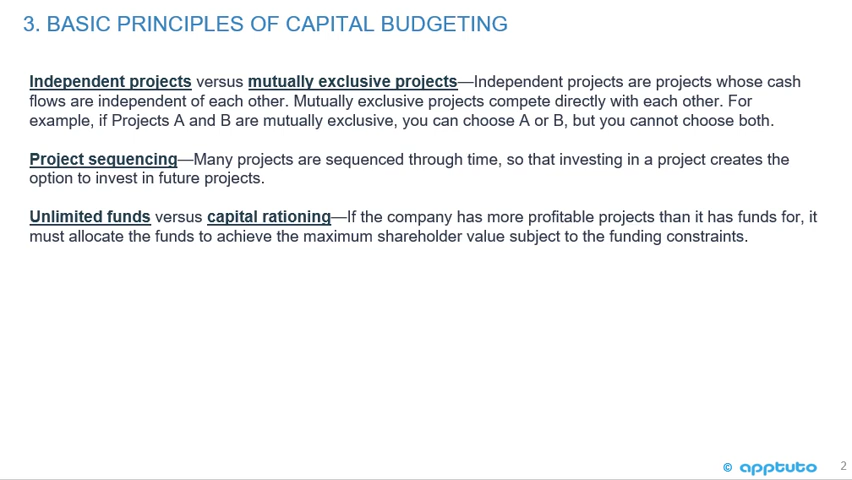 3. BASIC PRINCIPLES OF CAPITAL BUDGETING
Independent projects versus mutually exclusive projects—Independent projects are projects whose cash
flows are independent of each other. Mutually exclusive projects compete directly with each other. For
example, if Projects A and B are mutually exclusive, you can choose A or B, but you cannot choose both.
Project sequencing—Many projects are sequenced through time, so that investing in a project creates the
option to invest in future projects.
Unlimited funds versus capital rationing—If the company has more profitable projects than it has funds for, it
must allocate the funds to achieve the maximum shareholder value subject to the funding constraints.
© apptuto 2